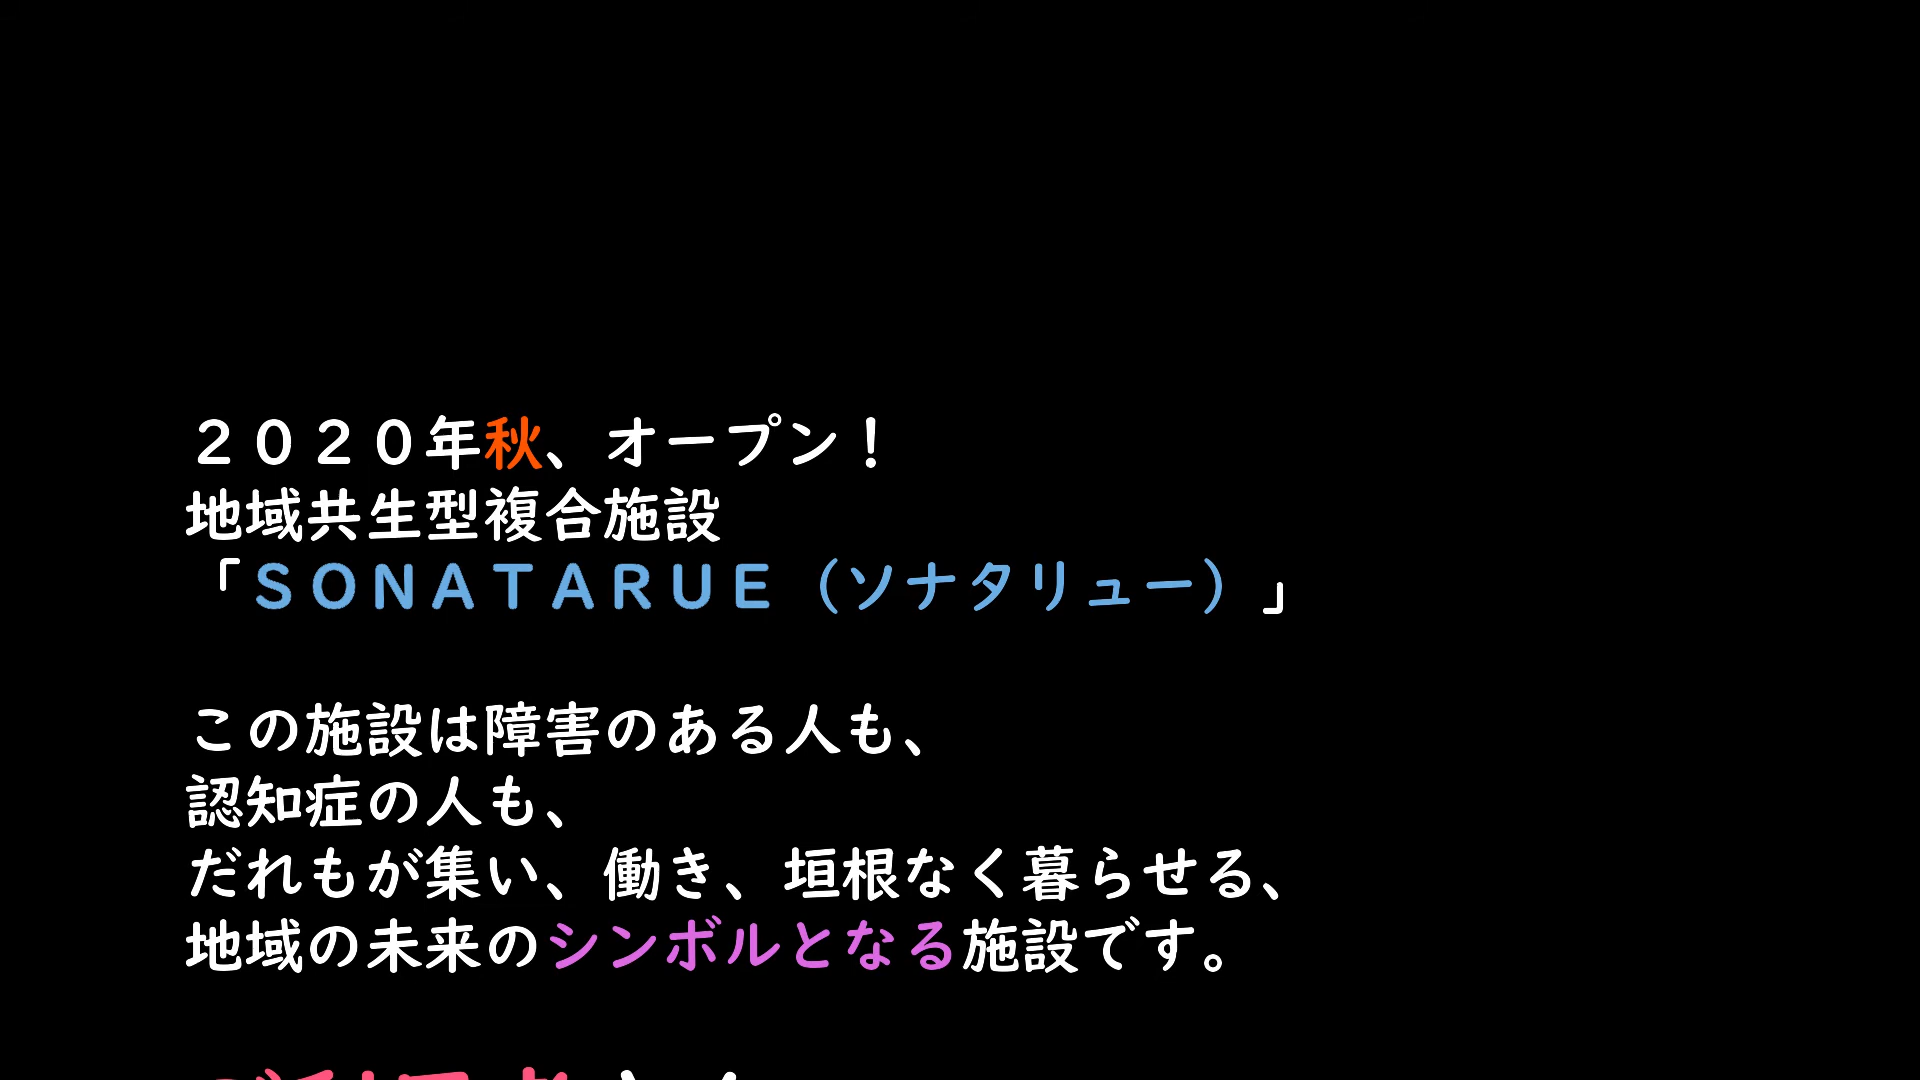 ２０２０年秋、オープン！
地域共生型複合施設
「ＳＯＮＡＴＡＲＵＥ（ソナタリュー）」
この施設は障害のある人も、
認知症の人も、
だれもが集い、働き、垣根なく暮らせる、
地域の未来のシンボルとなる施設です。